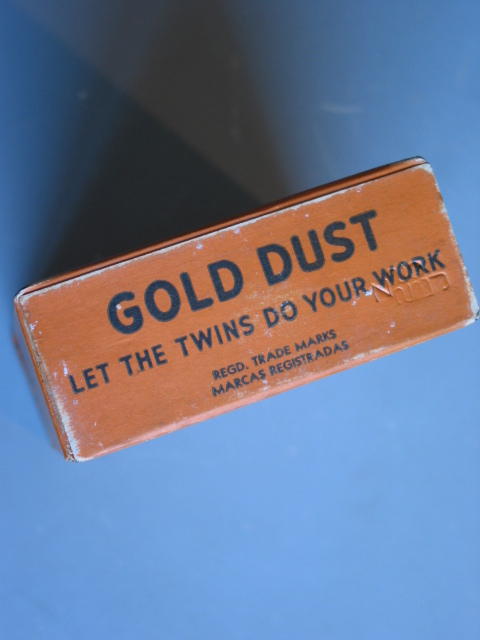 GOLD DUST
LET THE TWINS DO YOUR WORK
REGD. TRADE MARKS
MARCAS REGISTRADAS